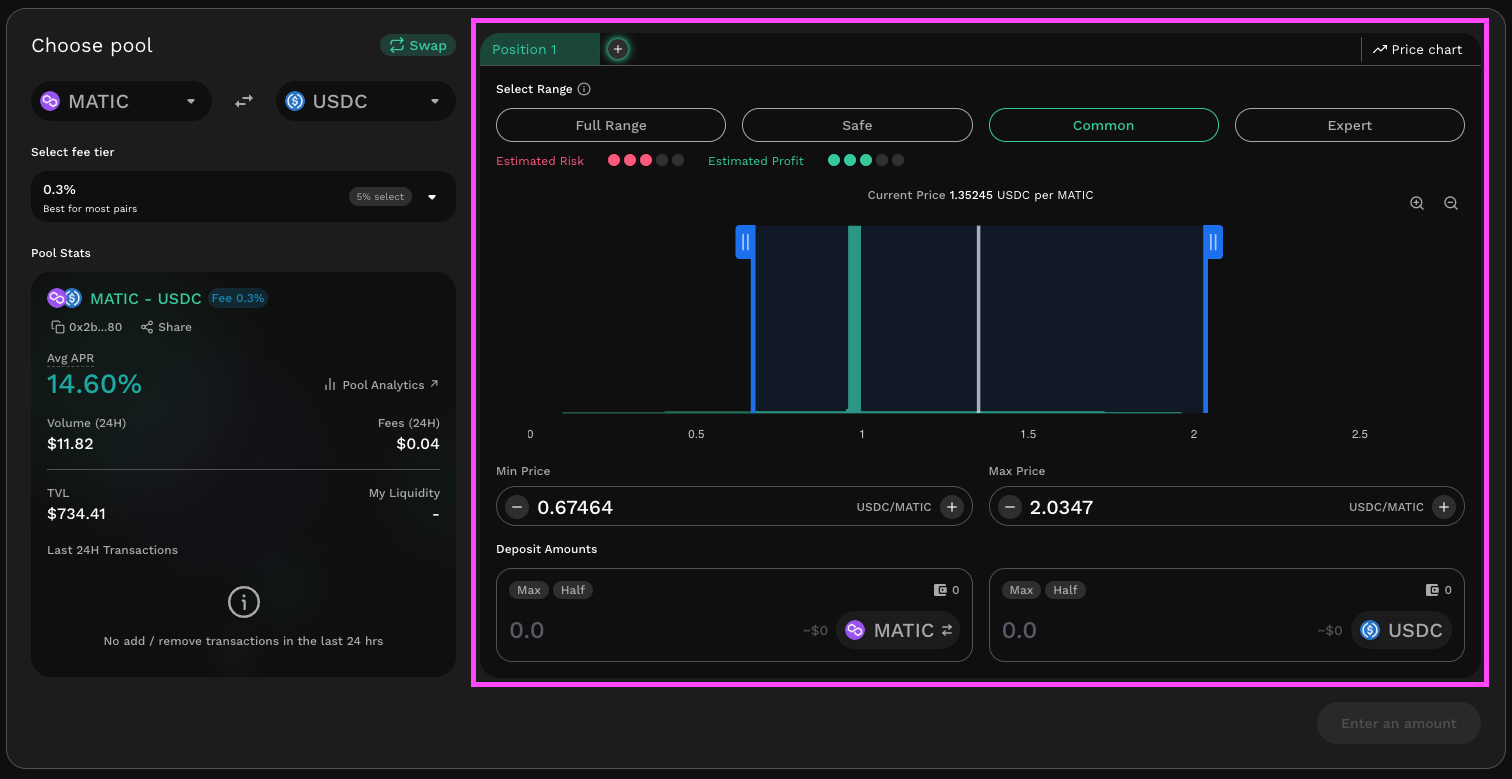 Choose pool
Swap
MATIC
USDC
Select fee tier
0.3%
Best for most pairs
5% select
Pool Stats
MATIC - USDC
Fee 0.3%
0x2b...80
Share
Avg APR
14.60%
Pool Analytics ↗
Volume (24H)
Fees (24H)
$11.82
$0.04
TVL
My Liquidity
$734.41
-
Last 24H Transactions
No add / remove transactions in the last 24 hrs
Position 1
Price chart
Select Range
Full Range
Safe
Common
Expert
Estimated Risk
Estimated Profit
Current Price 1.35245 USDC per MATIC
0
0.5
1
1.5
2
2.5
Min Price
Max Price
0.67464
USDC/MATIC
2.0347
USDC/MATIC
Deposit Amounts
Max
Half
0
0.0
~$0
MATIC
Max
Half
0
0.0
~$0
USDC
Enter an amount